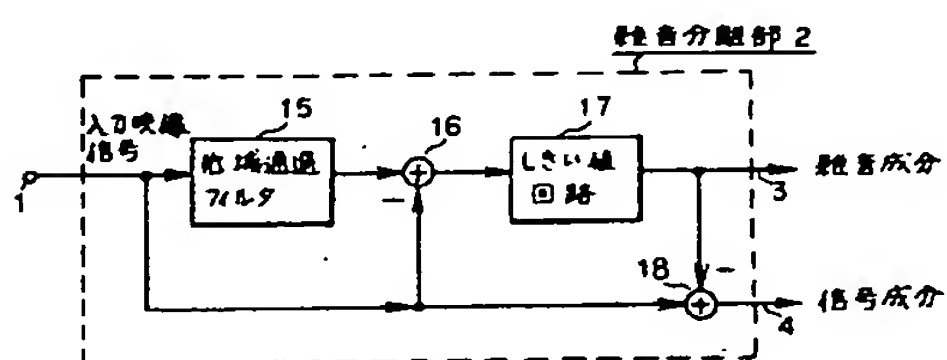 雑音分離部 2
入力映像
信号
15
16
17
低域通過
フィルタ
しきい値
回路
1
3
雑音成分
18
4
信号成分